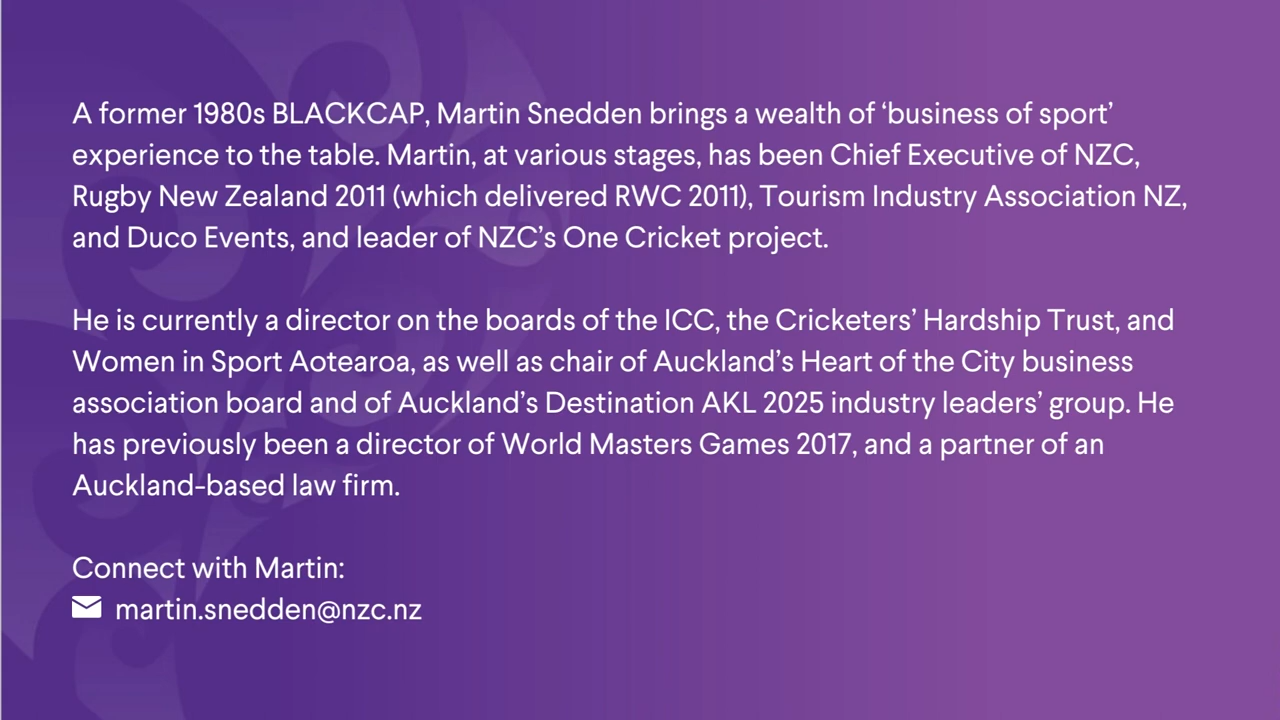 A former 1980s BLACKCAP, Martin Snedden brings a wealth of ‘business of sport’
experience to the table. Martin, at various stages, has been Chief Executive of NZC,
Rugby New Zealand 2011 (which delivered RWC 2011), Tourism Industry Association NZ,
and Duco Events, and leader of NZC’s One Cricket project.
He is currently a director on the boards of the ICC, the Cricketers’ Hardship Trust, and
Women in Sport Aotearoa, as well as chair of Auckland’s Heart of the City business
association board and of Auckland’s Destination AKL 2025 industry leaders’ group. He
has previously been a director of World Masters Games 2017, and a partner of an
Auckland-based law firm.
Connect with Martin:
martin.snedden@nzc.nz